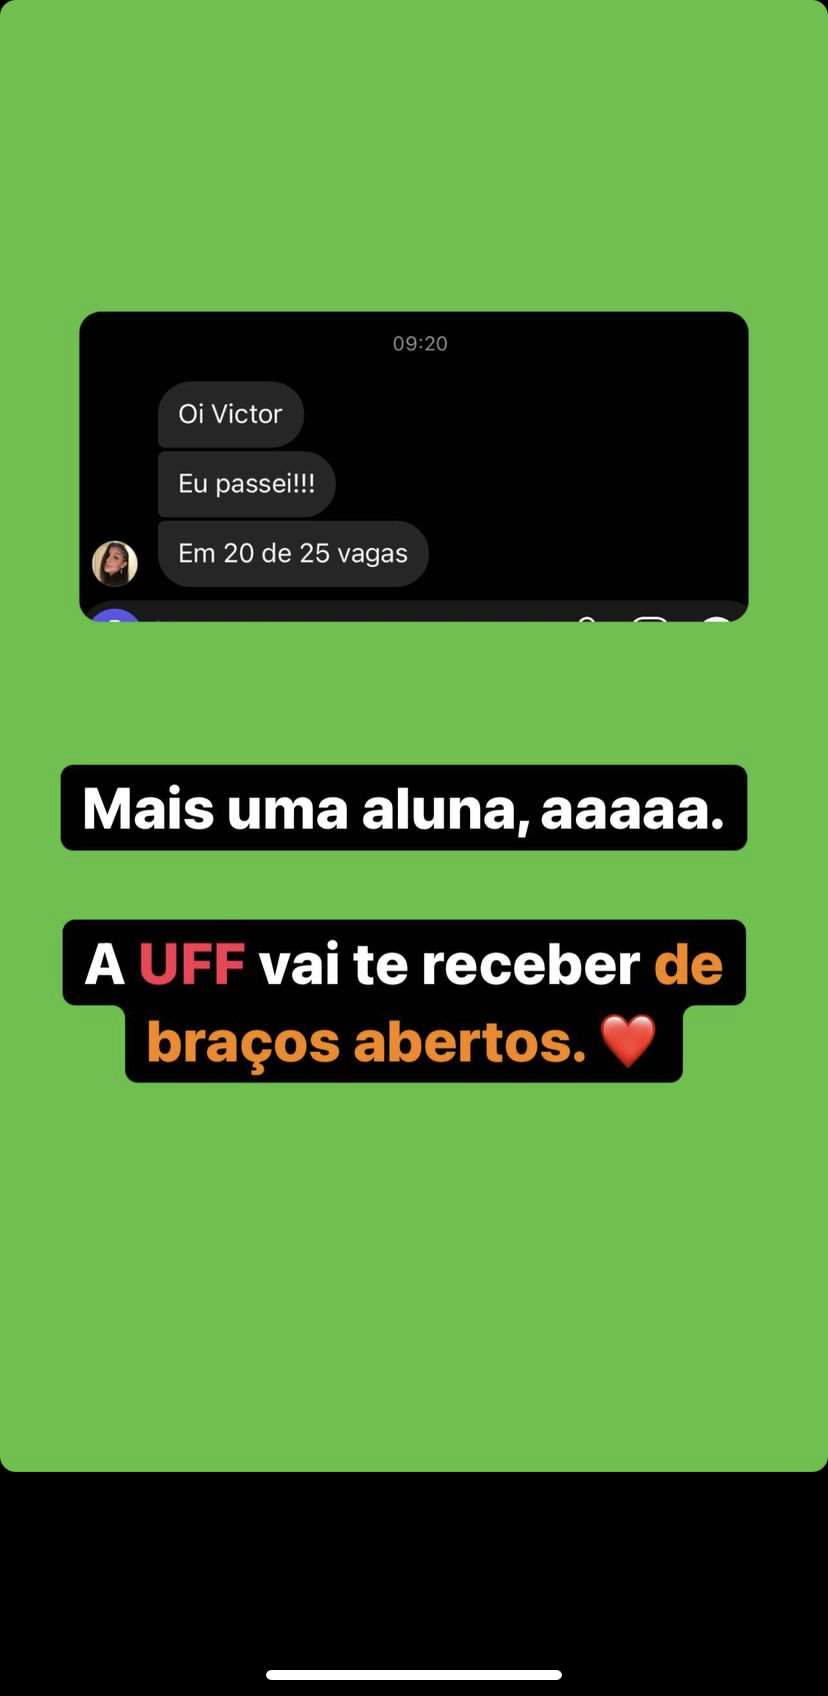 09:20
Oi Victor
Eu passei!!!
Em 20 de 25 vagas
Mais uma aluna, aaaaa.
A UFF vai te receber de
braços abertos. ❤️